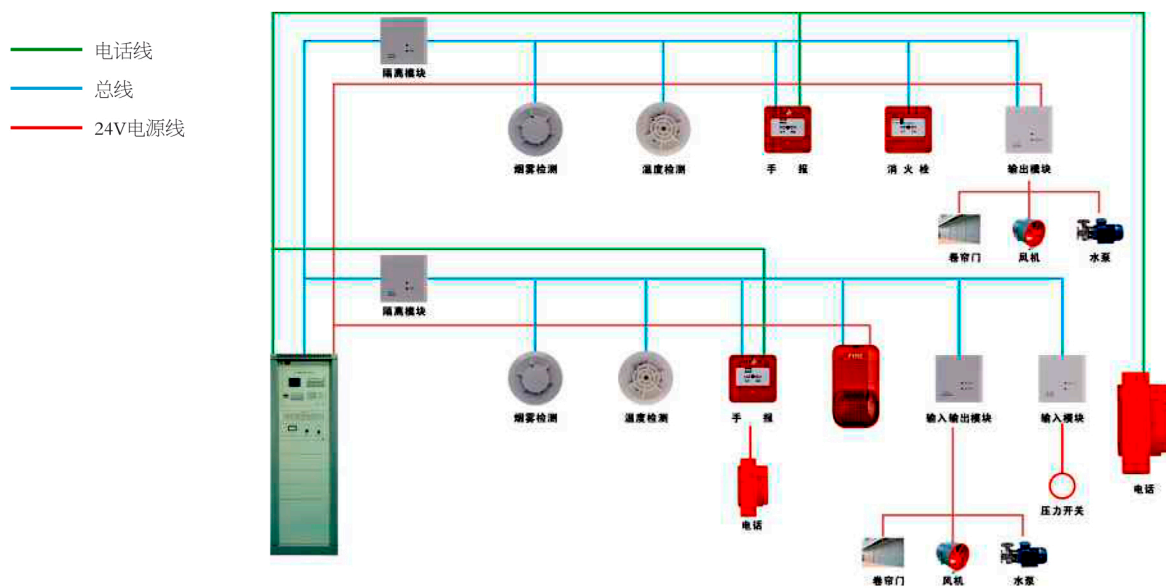 电话线
总线
24V电源线
隔离模块
烟雾检测
温度检测
手 报
消 火 栓
输出模块
卷帘门
风机
水泵
隔离模块
烟雾检测
温度检测
手 报
输入输出模块
输入模块
电话
电话
压力开关
卷帘门
风机
水泵